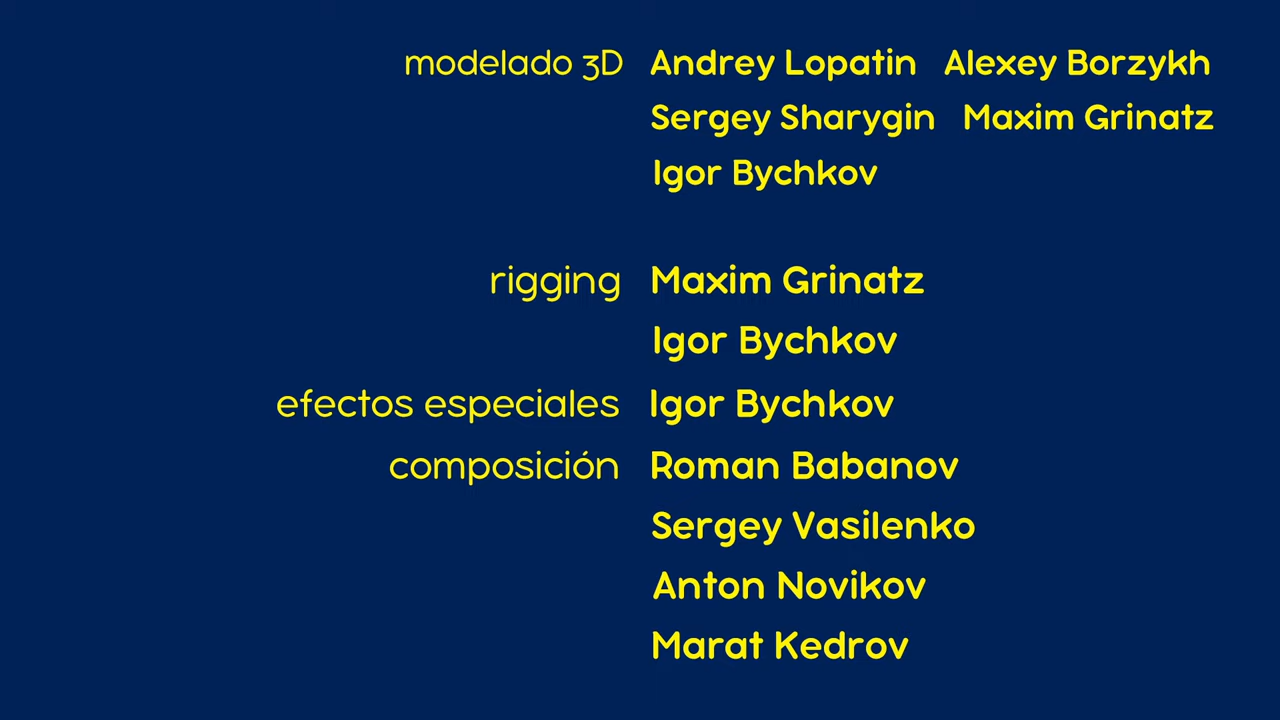 modelado 3D Andrey Lopatin Alexey Borzykh
Sergey Sharygin Maxim Grinatz
Igor Bychkov
rigging Maxim Grinatz
Igor Bychkov
efectos especiales Igor Bychkov
composición Roman Babanov
Sergey Vasilenko
Anton Novikov
Marat Kedrov